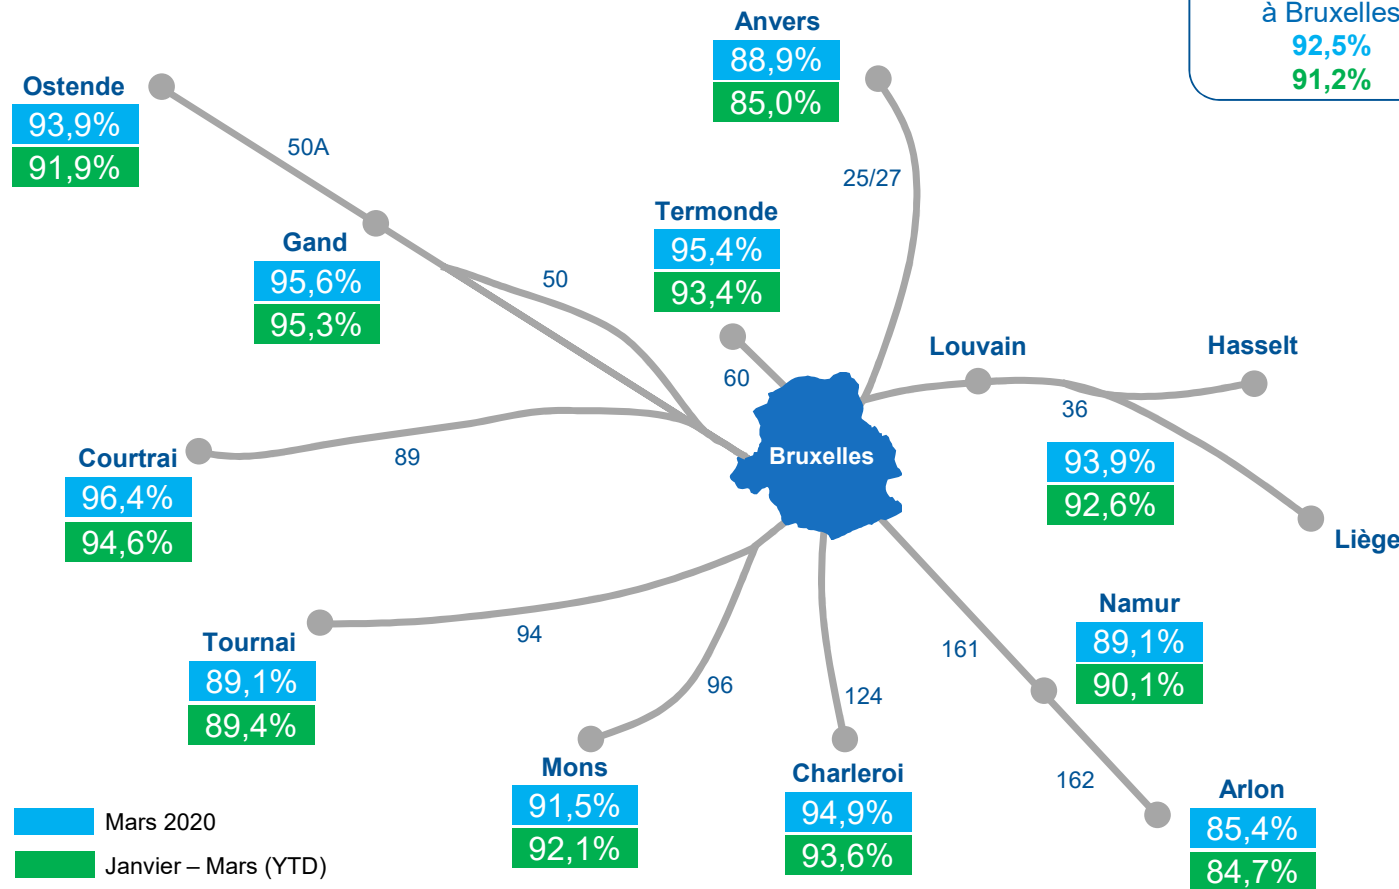 à Bruxelles
92,5%
91,2%
Anvers
88,9%
85,0%
Ostende
93,9%
91,9%
50A
25/27
Termonde
95,4%
93,4%
Gand
95,6%
95,3%
50
60
Louvain
Hasselt
36
93,9%
92,6%
Liège
Bruxelles
Courtrai
96,4%
94,6%
89
Tournai
89,1%
89,4%
94
96
124
161
Namur
89,1%
90,1%
162
Mons
91,5%
92,1%
Charleroi
94,9%
93,6%
Arlon
85,4%
84,7%
Mars 2020
Janvier – Mars (YTD)